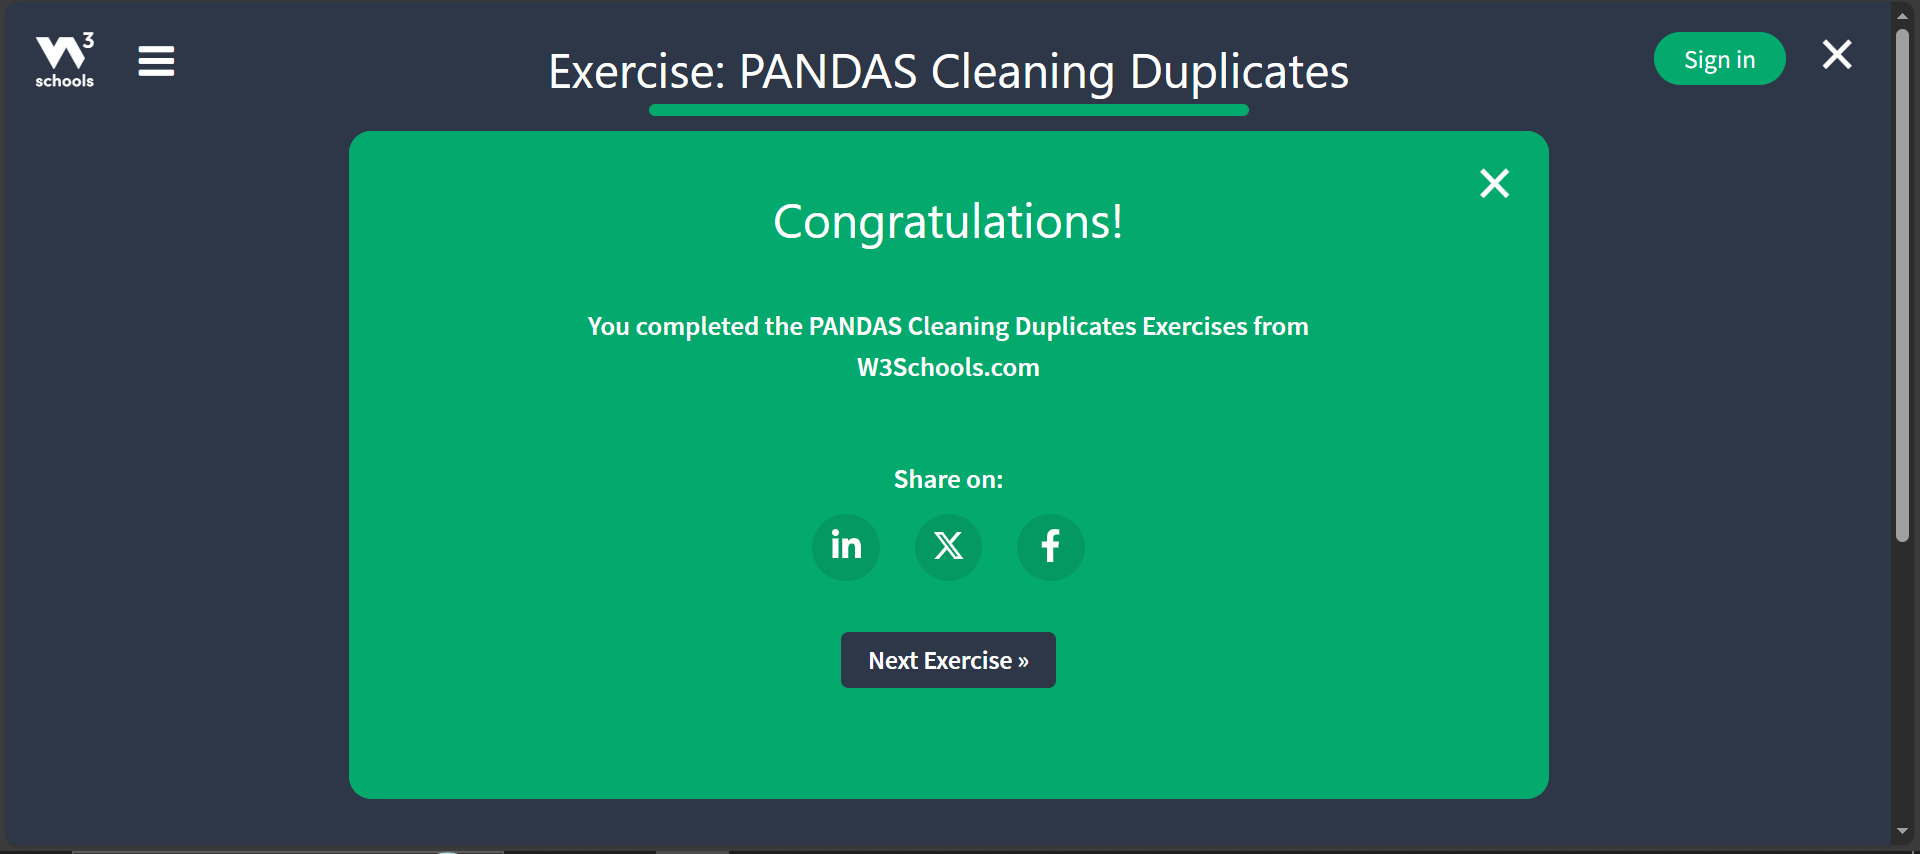 W3
schools
Exercise: PANDAS Cleaning Duplicates
Sign in
Congratulations!
You completed the PANDAS Cleaning Duplicates Exercises from
W3Schools.com
Share on:
in
X
f
Next Exercise »